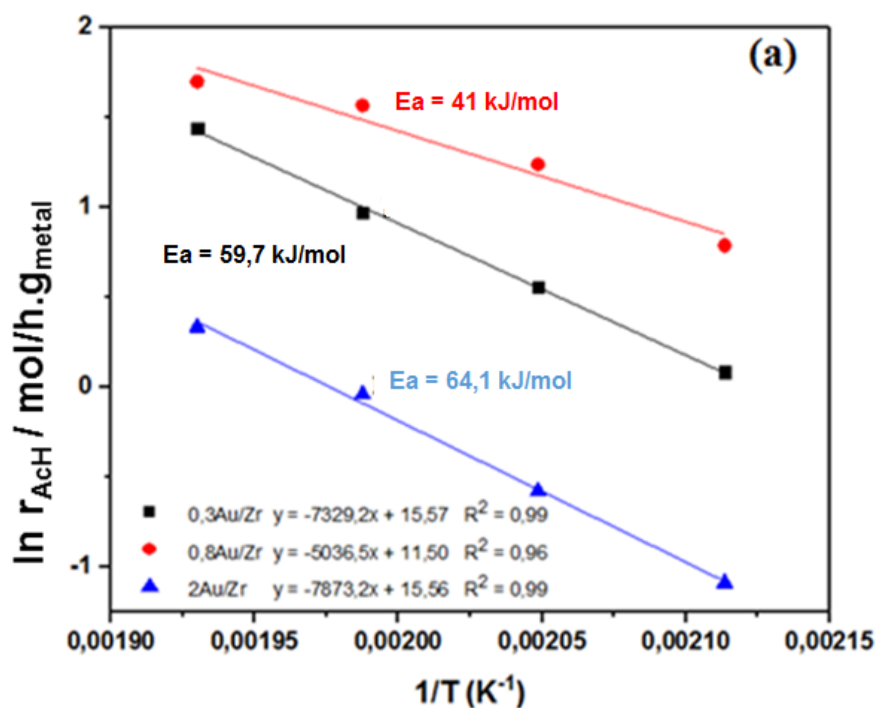 (a)
2
1
0
-1
ln r_AcH / mol/h.g_metal
Ea = 41 kJ/mol
Ea = 59,7 kJ/mol
Ea = 64,1 kJ/mol
0,3Au/Zr y = -7329,2x + 15,57 R² = 0,99
0,8Au/Zr y = -5036,5x + 11,50 R² = 0,96
2Au/Zr y = -7873,2x + 15,56 R² = 0,99
0,00190 0,00195 0,00200 0,00205 0,00210 0,00215
1/T (K⁻¹)